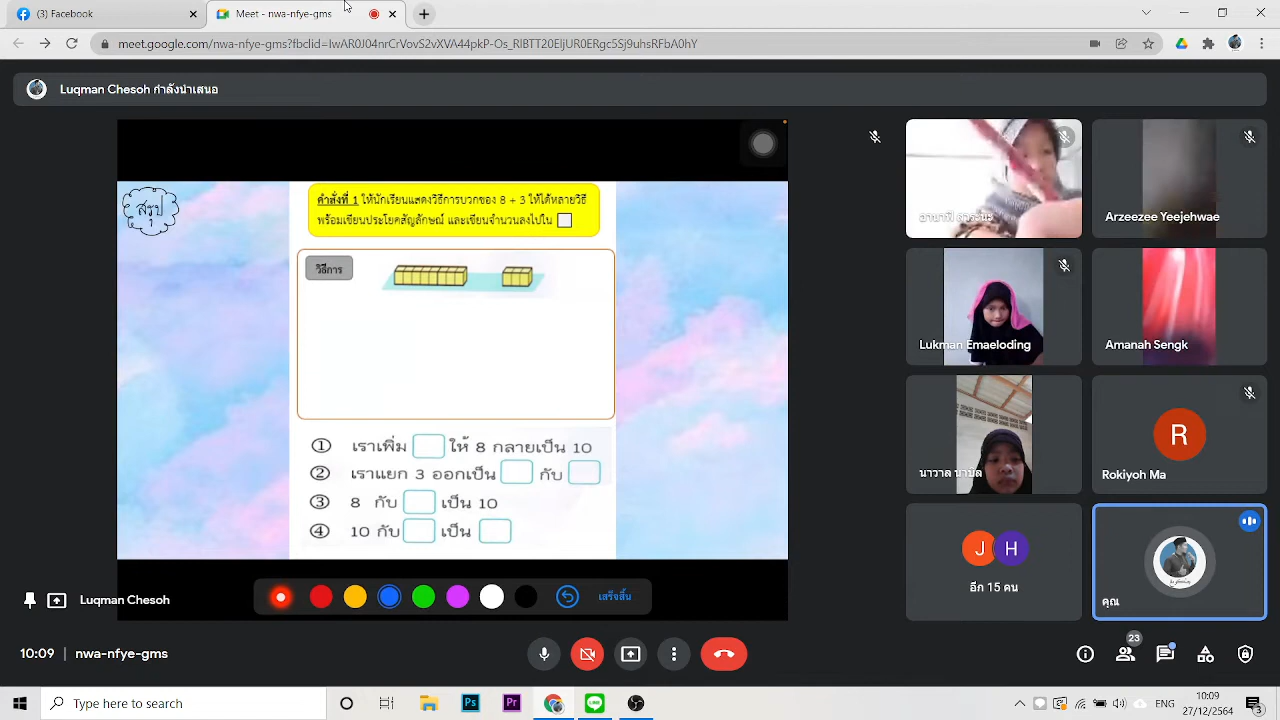 (3) Facebook
Meet - nwa-nfye-gms
meet.google.com/nwa-nfye-gms?fbclid=IwAR0J04nrCrVovS2vXVA44pLP-Os_RlBTT20EljUR0ERgc5Sj9uhsRFbA0hY
Luqman Chesoh กำลังนำเสนอ
สรุป
คำสั่งที่ 1 ให้นักเรียนแสดงวิธีการบวกของ 8 + 3 ให้ได้หลายวิธี
พร้อมเขียนประโยคสัญลักษณ์ และเขียนจำนวนลงไปใน
วิธีการ
① เราเพิ่ม ให้ 8 กลายเป็น 10
② เราแยก 3 ออกเป็น กับ
③ 8 กับ เป็น 10
④ 10 กับ เป็น
เสร็จสิ้น
Luqman Chesoh
Arzeezee Yeejehwae
Lukman Emaeloding
Amanah Sengk
R
Rokiyoh Ma
J H
อีก 15 คน
คุณ
10:09 | nwa-nfye-gms
23
Type here to search
Ps
Pr
ENG
10:09
27/12/2564
3